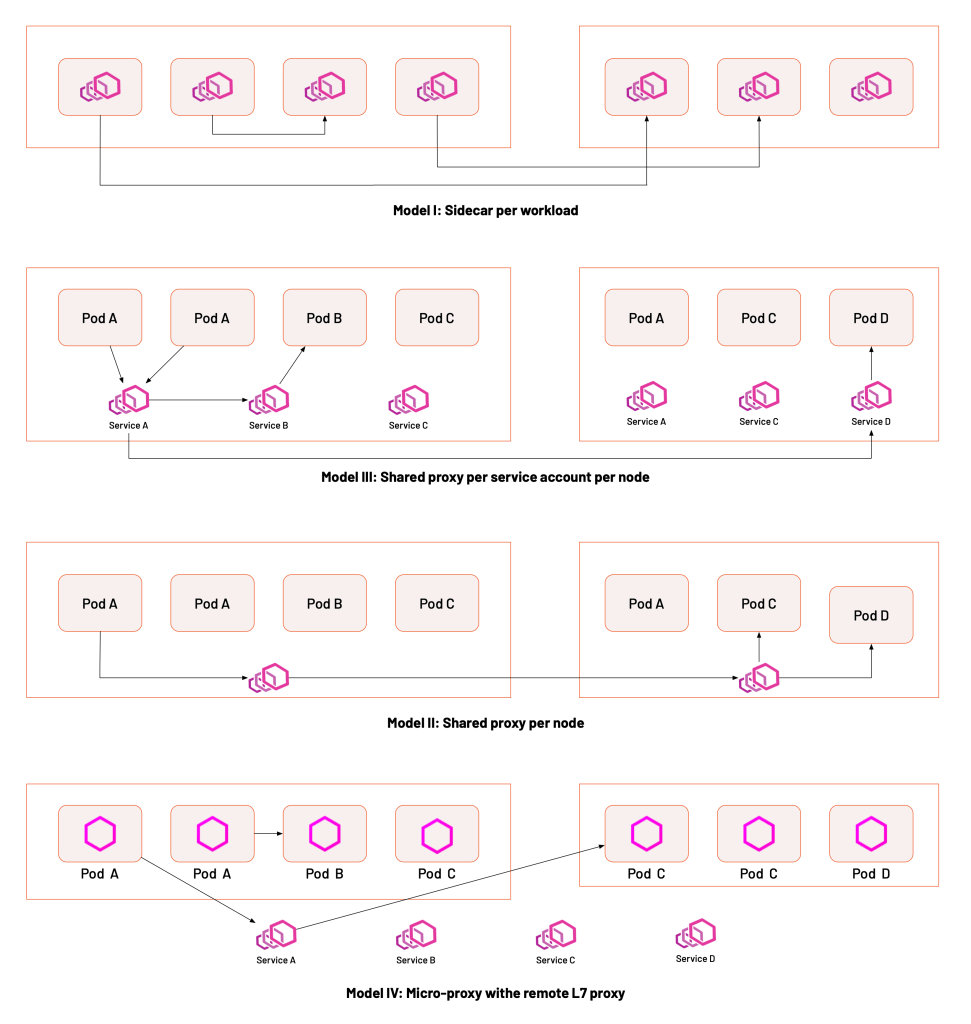 Model I: Sidecar per workload
Pod A
Pod A
Pod B
Pod C
Pod A
Pod C
Pod D
Service A
Service B
Service C
Service A
Service C
Service D
Model III: Shared proxy per service account per node
Pod A
Pod A
Pod B
Pod C
Pod A
Pod C
Pod D
Model II: Shared proxy per node
Pod A
Pod A
Pod B
Pod C
Pod C
Pod C
Pod D
Service A
Service B
Service C
Service D
Model IV: Micro-proxy withe remote L7 proxy